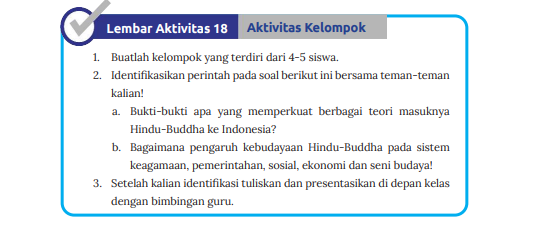 Lembar Aktivitas 18 Aktivitas Kelompok
1. Buatlah kelompok yang terdiri dari 4-5 siswa.
2. Identifikasikan perintah pada soal berikut ini bersama teman-teman
kalian!
a. Bukti-bukti apa yang memperkuat berbagai teori masuknya
Hindu-Buddha ke Indonesia?
b. Bagaimana pengaruh kebudayaan Hindu-Buddha pada sistem
keagamaan, pemerintahan, sosial, ekonomi dan seni budaya!
3. Setelah kalian identifikasi tuliskan dan presentasikan di depan kelas
dengan bimbingan guru.